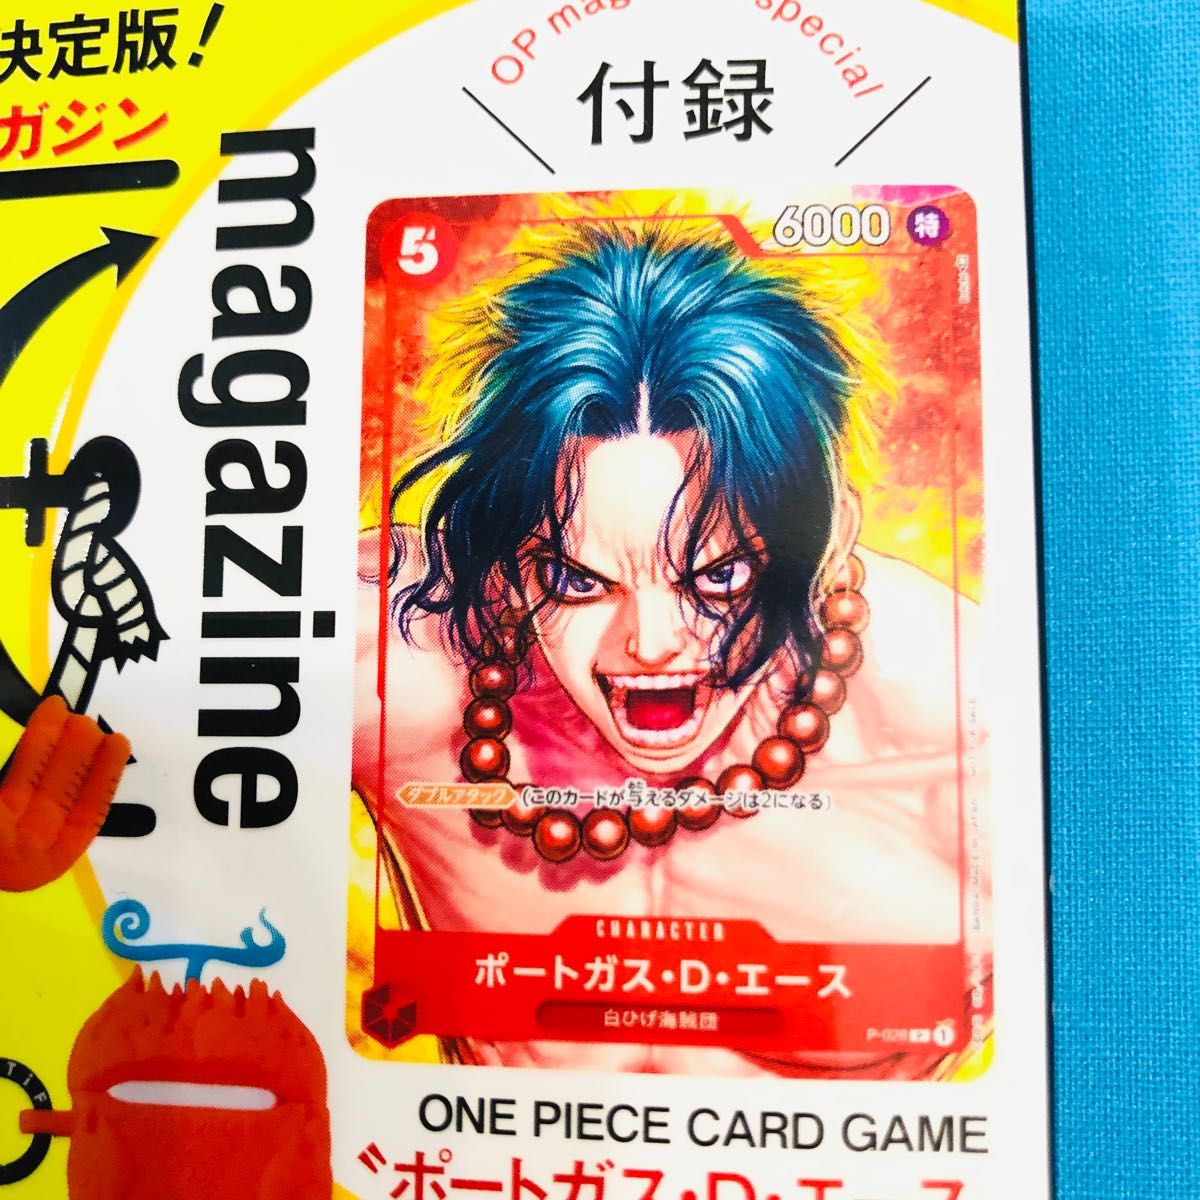 決定版!
ガジン
magazine
OP mag special
付録
5
6000 特
ダブルアタック (このカードが与えるダメージは2になる)
CHARACTER
ポートガス・D・エース
白ひげ海賊団
P-028 P 1
ONE PIECE CARD GAME
〝ポートガス・D・エース